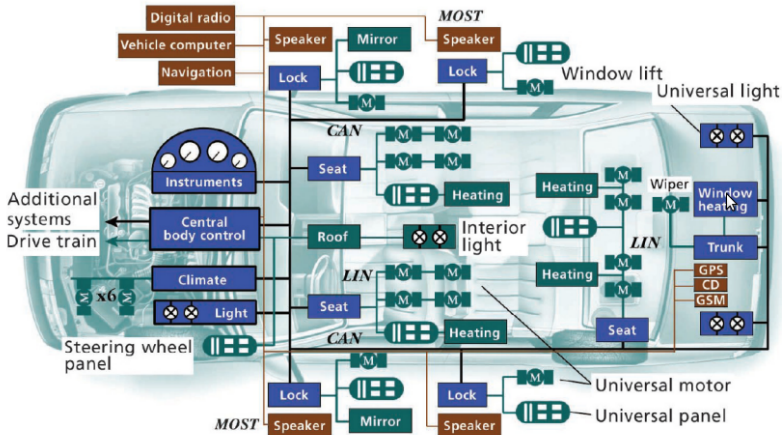 Digital radio
MOST
Vehicle computer
Speaker
Mirror
Speaker
Navigation
Lock
Lock
M
M
Window lift
Universal light
CAN
M
M
Seat
M
M
Instruments
Heating
Heating
M
M
Wiper
M
Window
heating
Additional
systems
Drive train
Central
body control
Roof
Interior
light
LIN
Trunk
Climate
LIN
M
M
Heating
M
M
GPS
CD
GSM
M
x6
M
Light
Seat
M
M
Heating
Seat
Steering wheel
panel
CAN
M
M
Universal motor
Lock
Lock
Universal panel
MOST
Speaker
Mirror
Speaker